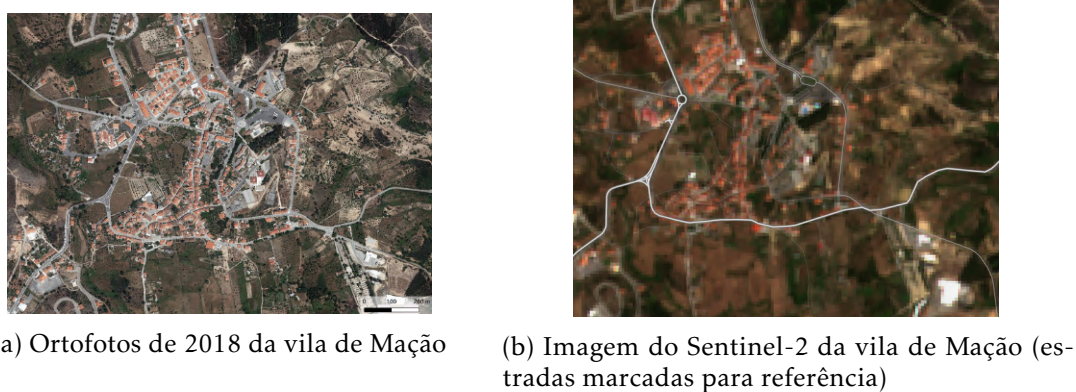 a) Ortofotos de 2018 da vila de Mação
(b) Imagem do Sentinel-2 da vila de Mação (es-
tradas marcadas para referência)